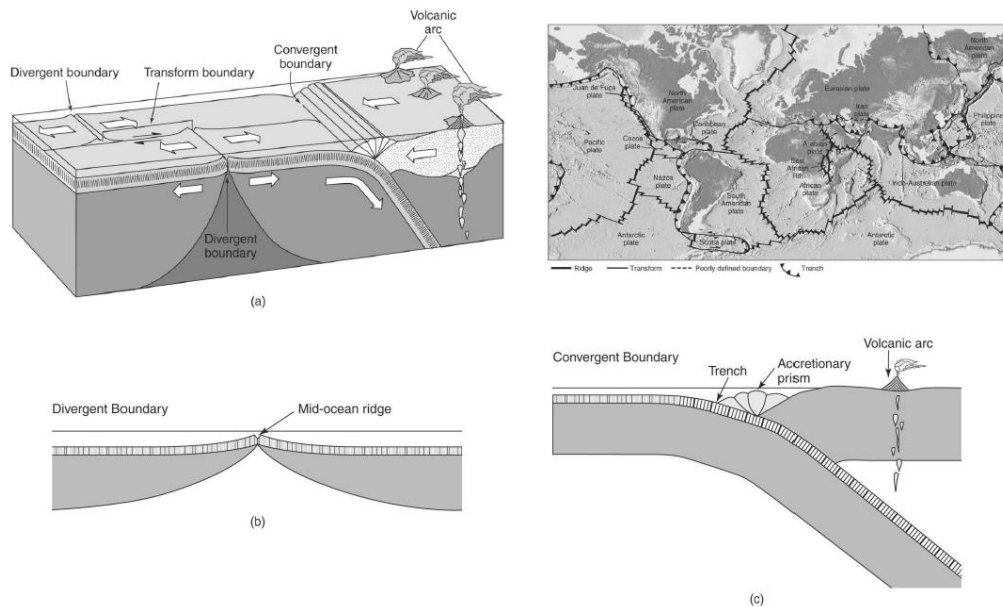 Volcanic
arc
Convergent
boundary
Divergent boundary
Transform boundary
Divergent
boundary
(a)
Juan de Fuca
plate
North
American
plate
Eurasian plate
North
American
plate
Iran
plate
Philippine
Caribbean
plate
Cocos
plate
Arabian
plate
Pacific
plate
East
African
Rift
Nazca
plate
African
plate
Indo-Australian plate
South
American
plate
Antarctic
plate
Scotia plate
Antarctic
plate
Ridge
Transform
Poorly defined boundary
Trench
Divergent Boundary
Mid-ocean ridge
(b)
Convergent Boundary
Volcanic arc
Trench
Accretionary
prism
(c)